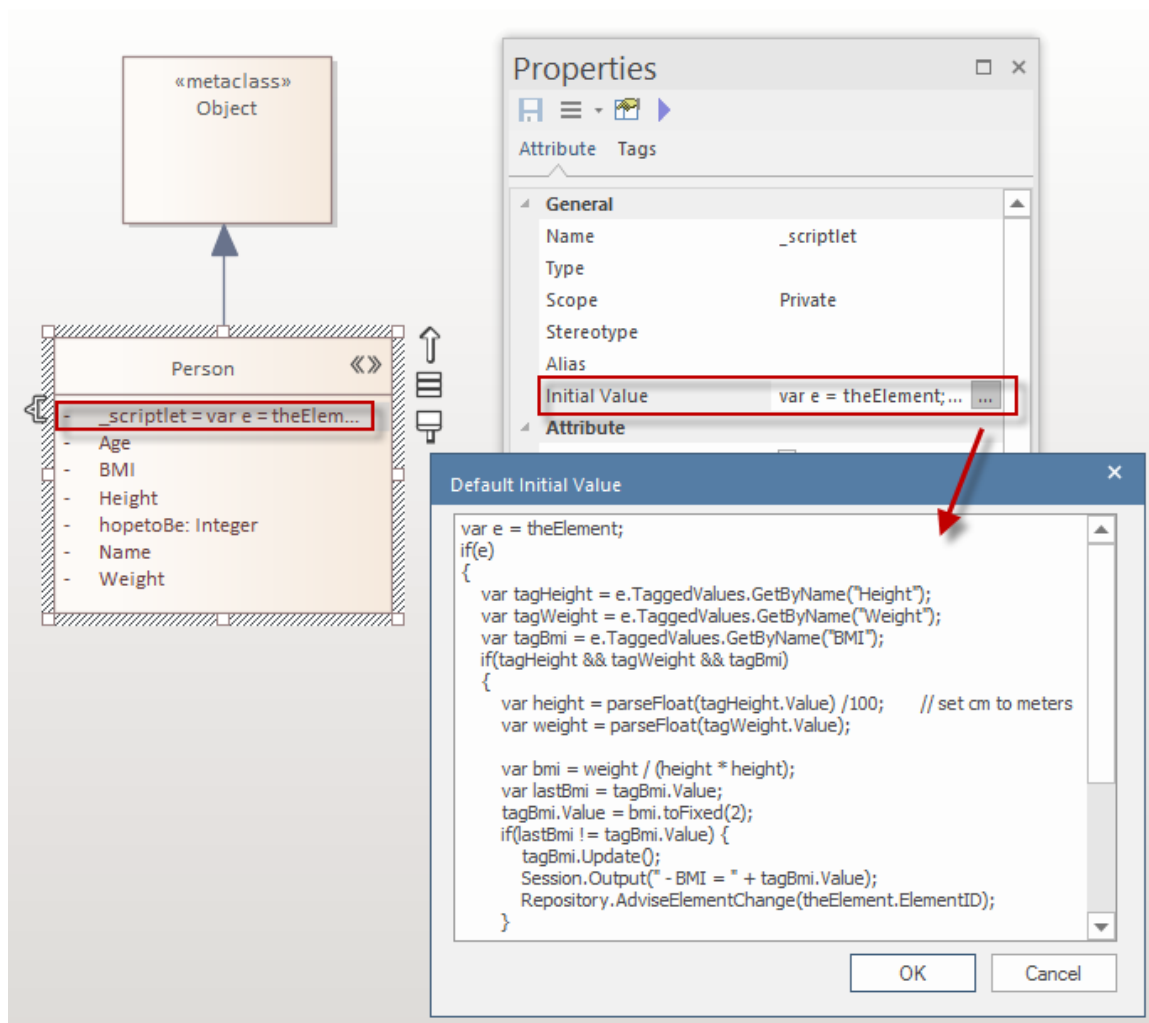 «metaclass»
Object
Person «»
- _scriptlet = var e = theElem...
- Age
- BMI
- Height
- hopetoBe: Integer
- Name
- Weight
Properties
Attribute Tags
General
Name _scriptlet
Type
Scope Private
Stereotype
Alias
Initial Value var e = theElement;... ...
Attribute
Default Initial Value
var e = theElement;
if(e)
{
var tagHeight = e.TaggedValues.GetByName("Height");
var tagWeight = e.TaggedValues.GetByName("Weight");
var tagBmi = e.TaggedValues.GetByName("BMI");
if(tagHeight && tagWeight && tagBmi)
{
var height = parseFloat(tagHeight.Value) /100; // set cm to meters
var weight = parseFloat(tagWeight.Value);
var bmi = weight / (height * height);
var lastBmi = tagBmi.Value;
tagBmi.Value = bmi.toFixed(2);
if(lastBmi != tagBmi.Value) {
tagBmi.Update();
Session.Output(" - BMI = " + tagBmi.Value);
Repository.AdviseElementChange(theElement.ElementID);
}
OK Cancel